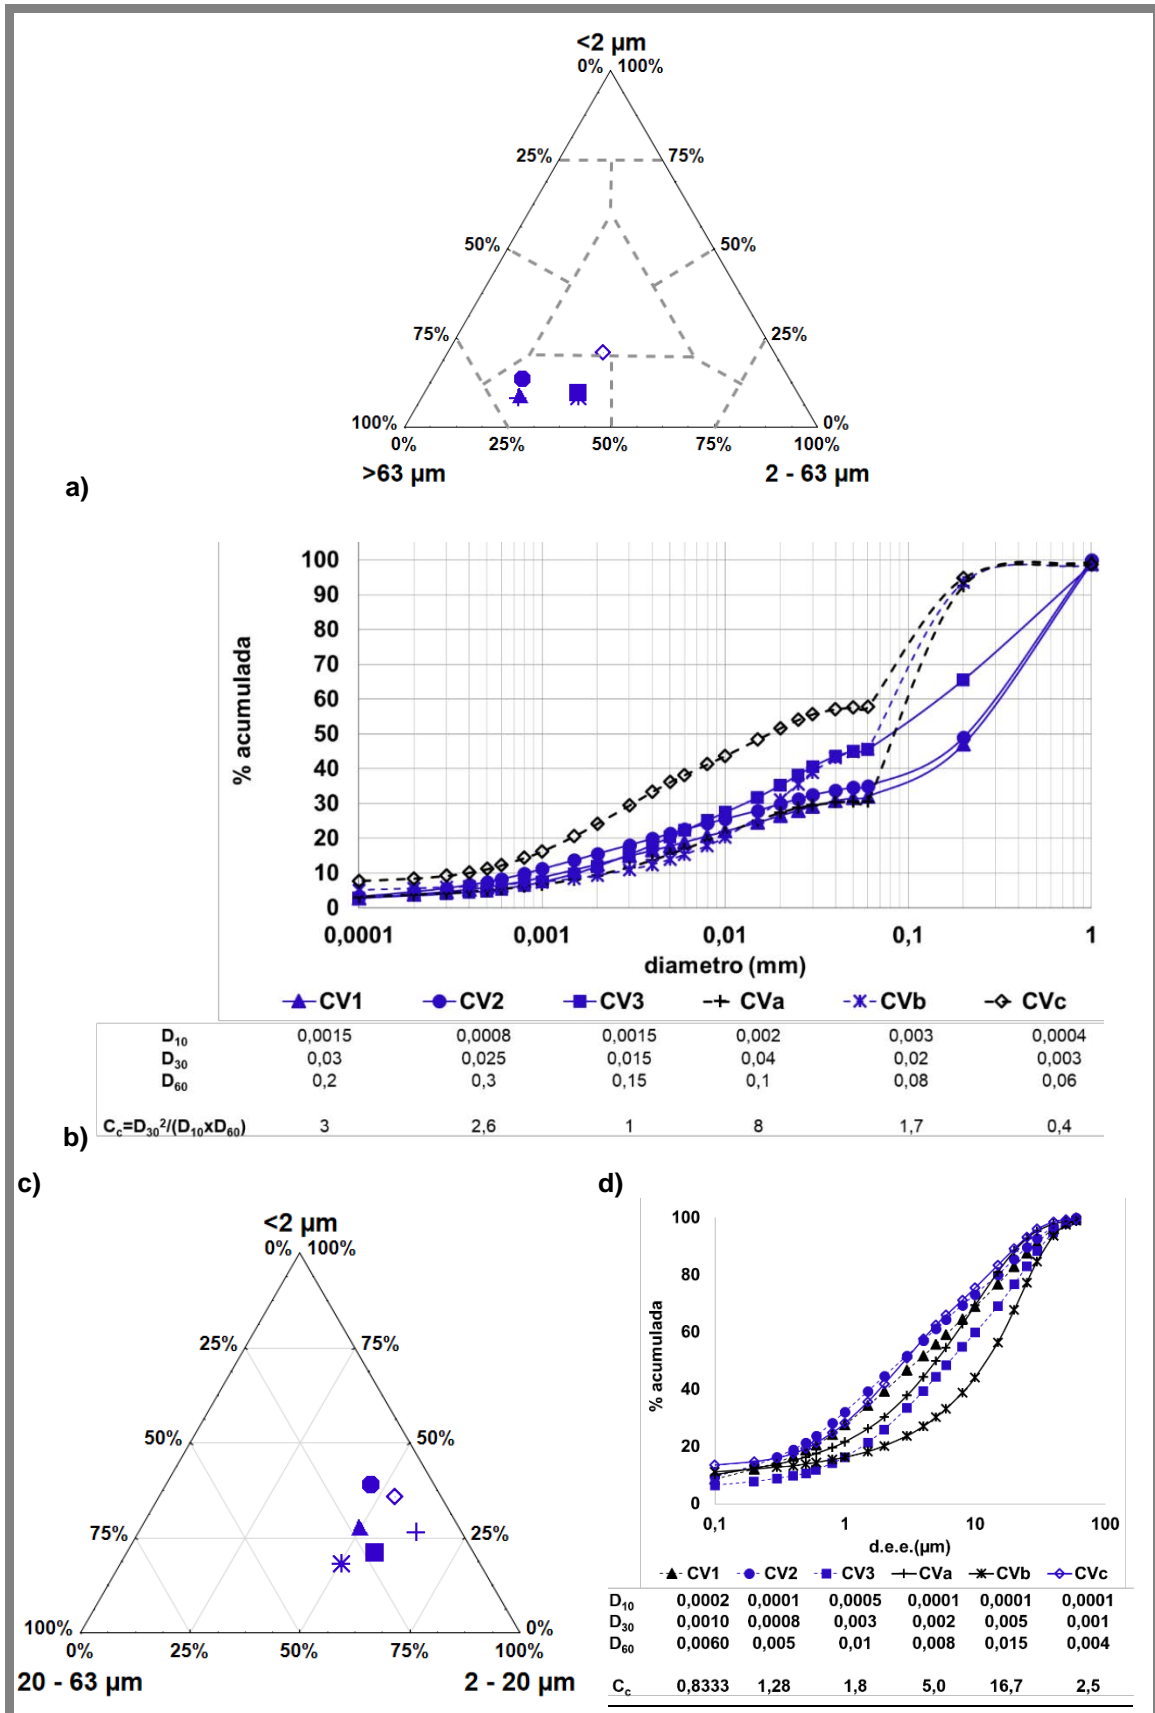 <2 µm
0% 100%
25% 75%
50% 50%
75% 25%
100% 0%
0% 25% 50% 75% 100%
>63 µm 2 - 63 µm
a)
% acumulada
100
90
80
70
60
50
40
30
20
10
0
0,0001 0,001 0,01 0,1 1
diametro (mm)
CV1 CV2 CV3 CVa CVb CVc
D10 0,0015 0,0008 0,0015 0,002 0,003 0,0004
D30 0,03 0,025 0,015 0,04 0,02 0,003
D60 0,2 0,3 0,15 0,1 0,08 0,06
Cc=D30²/(D10xD60) 3 2,6 1 8 1,7 0,4
b)
c)
<2 µm
0% 100%
25% 75%
50% 50%
75% 25%
100% 0%
0% 25% 50% 75% 100%
20 - 63 µm 2 - 20 µm
d)
% acumulada
100
80
60
40
20
0
0,1 1 10 100
d.e.e.(µm)
CV1 CV2 CV3 CVa CVb CVc
D10 0,0002 0,0001 0,0005 0,0001 0,0001 0,0001
D30 0,0010 0,0008 0,003 0,002 0,005 0,001
D60 0,0060 0,005 0,01 0,008 0,015 0,004
Cc 0,8333 1,28 1,8 5,0 16,7 2,5